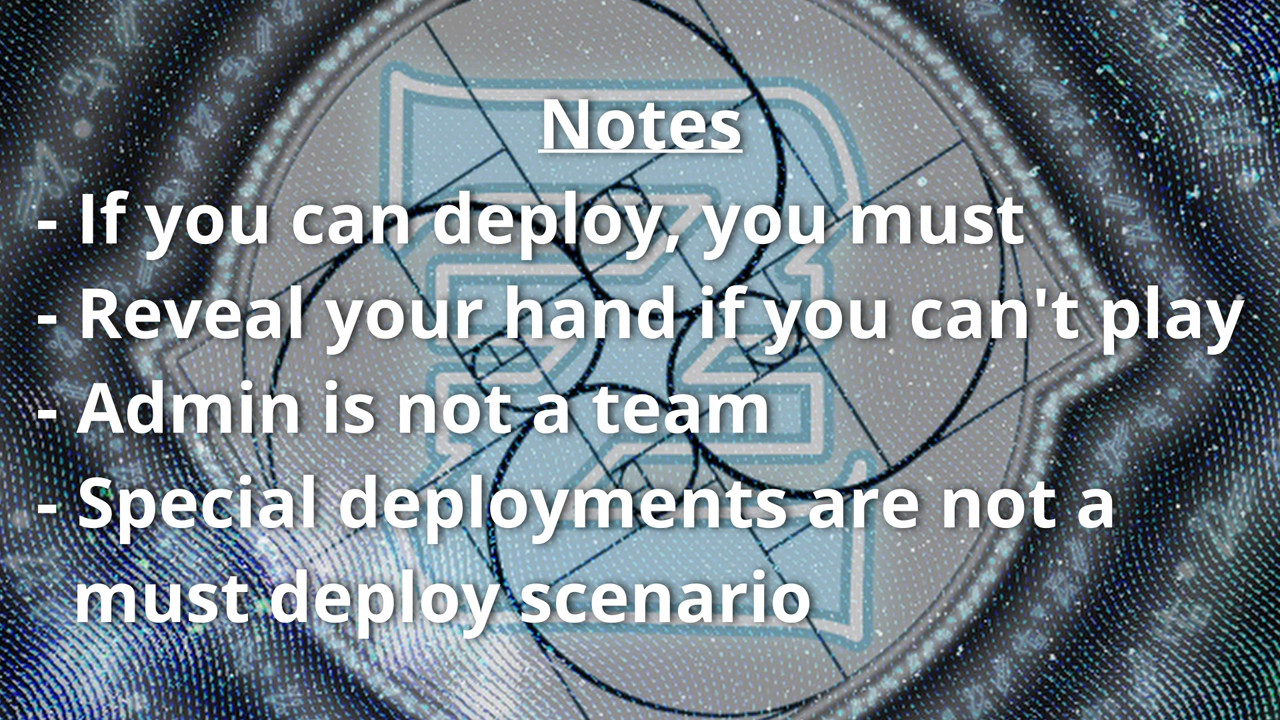 Notes
- If you can deploy, you must
- Reveal your hand if you can't play
- Admin is not a team
- Special deployments are not a
must deploy scenario